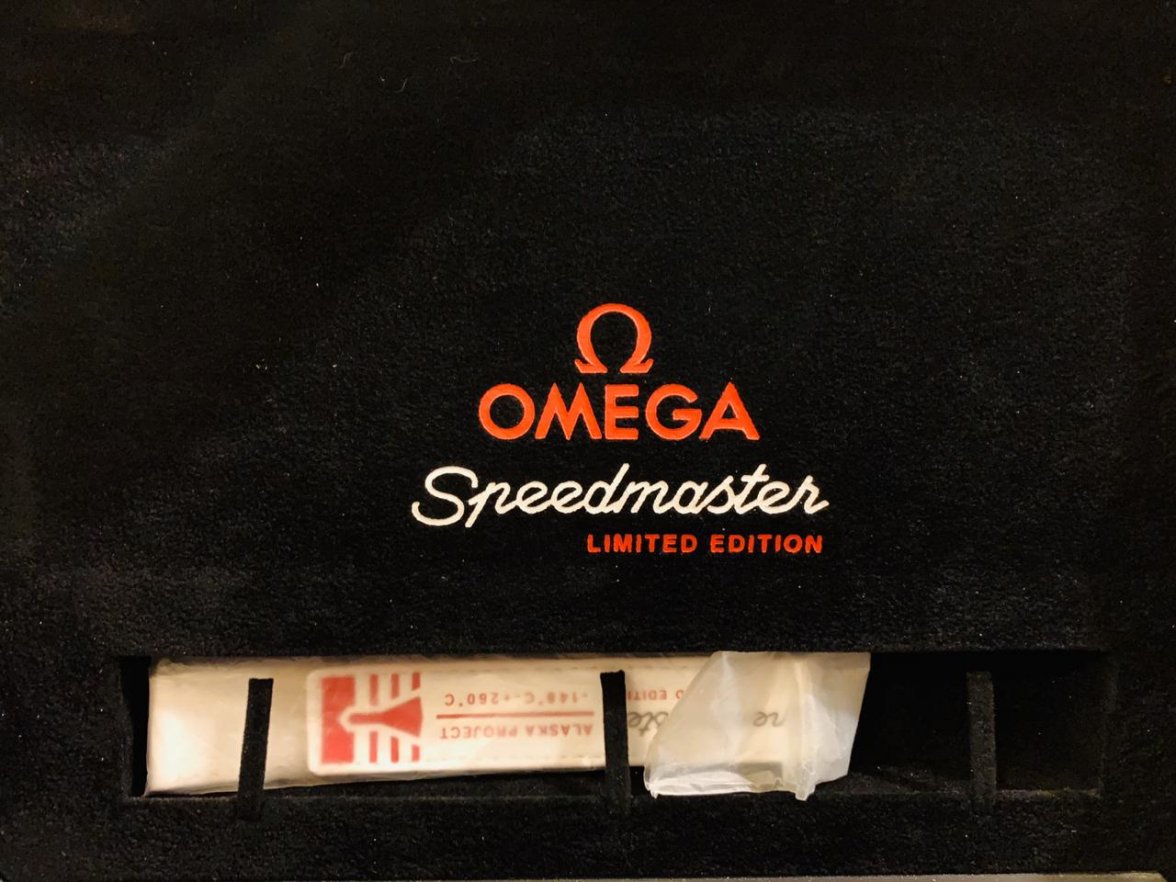 Ω
OMEGA
Speedmaster
LIMITED EDITION
ALASKA PROJECT
-148°C +260°C